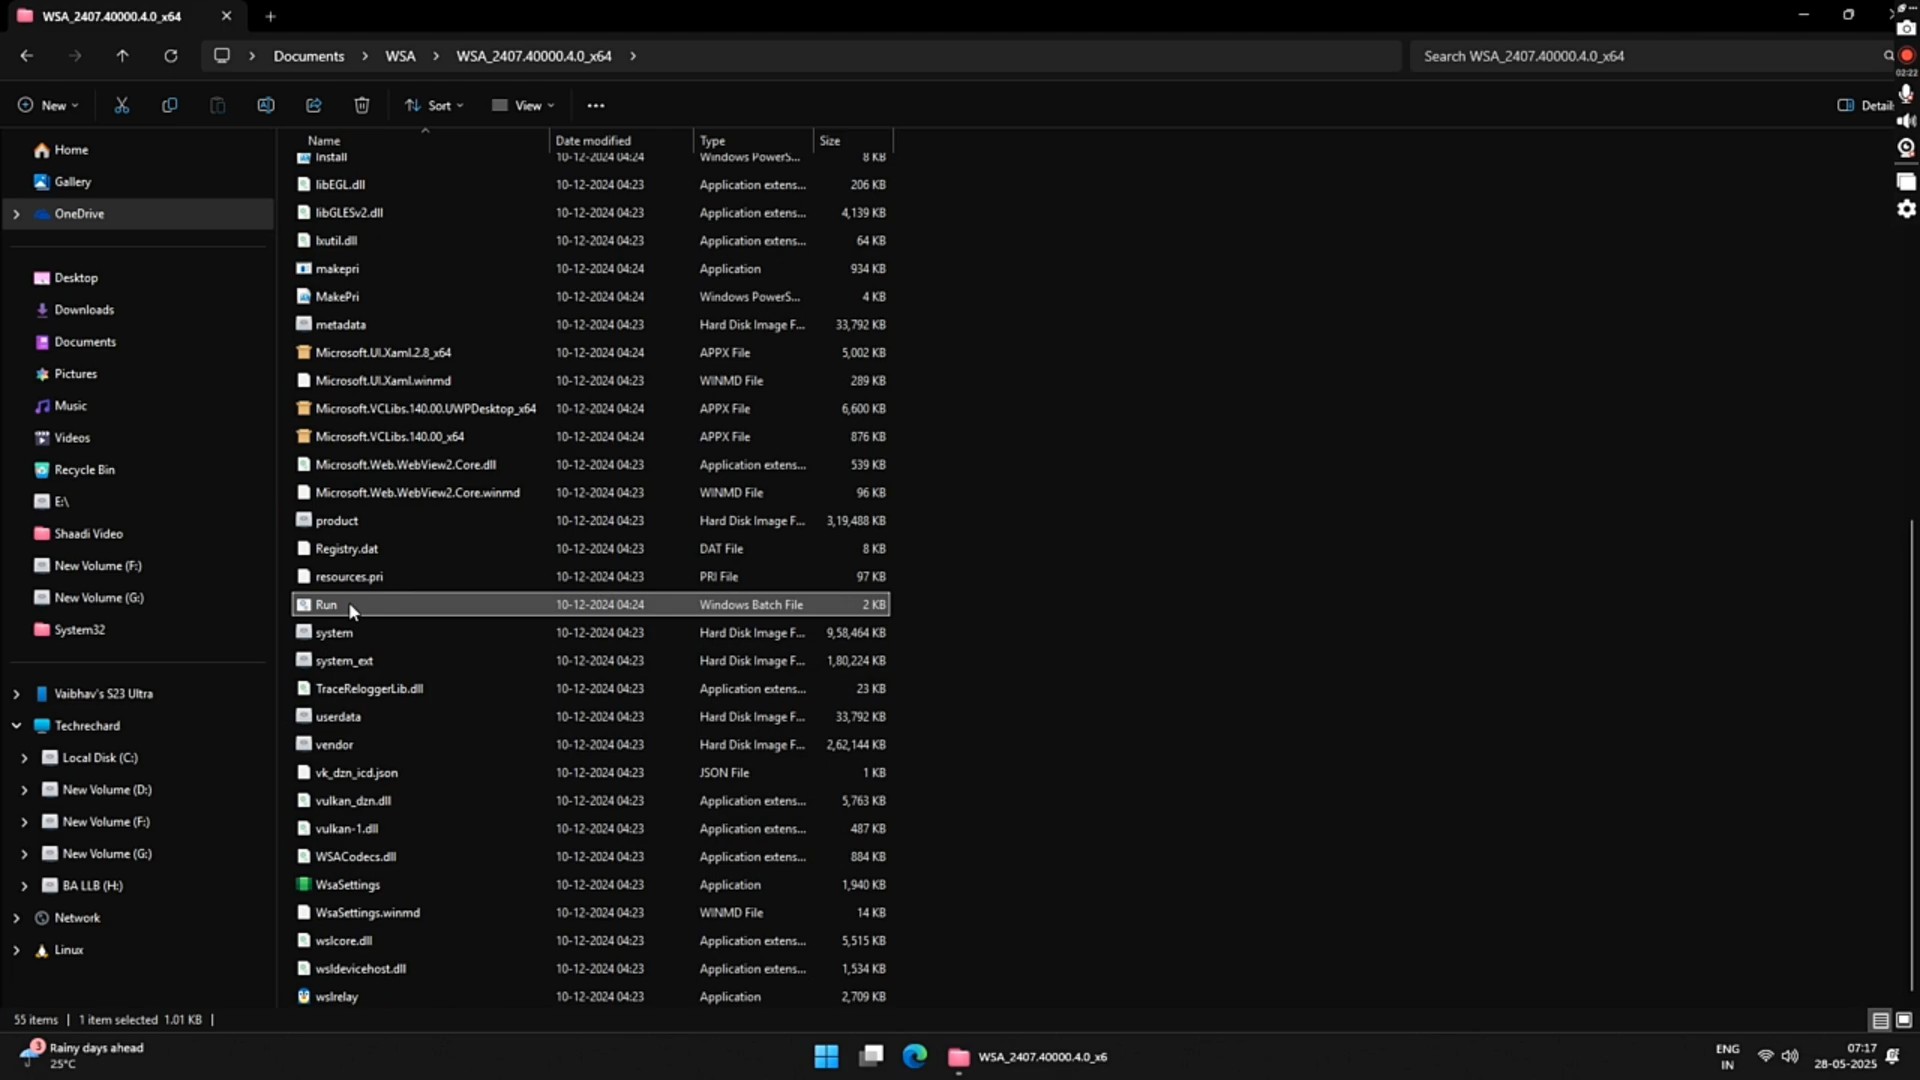 WSA_2407.40000.4.0_x64
Documents > WSA > WSA_2407.40000.4.0_x64 >
Search WSA_2407.40000.4.0_x64
02:22
New
Sort
View
Detail
Name Date modified Type Size
Home
Gallery
OneDrive
Desktop
Downloads
Documents
Pictures
Music
Videos
Recycle Bin
E:\
Shaadi Video
New Volume (F:)
New Volume (G:)
System32
Vaibhav's S23 Ultra
Techrechard
Local Disk (C:)
New Volume (D:)
New Volume (F:)
New Volume (G:)
BA LLB (H:)
Network
Linux
Install 10-12-2024 04:24 Windows PowerS... 8 KB
libEGL.dll 10-12-2024 04:23 Application extens... 206 KB
libGLESv2.dll 10-12-2024 04:23 Application extens... 4,139 KB
lxutil.dll 10-12-2024 04:23 Application extens... 64 KB
makepri 10-12-2024 04:24 Application 934 KB
MakePri 10-12-2024 04:24 Windows PowerS... 4 KB
metadata 10-12-2024 04:23 Hard Disk Image F... 33,792 KB
Microsoft.UI.Xaml.2.8_x64 10-12-2024 04:24 APPX File 5,002 KB
Microsoft.UI.Xaml.winmd 10-12-2024 04:23 WINMD File 289 KB
Microsoft.VCLibs.140.00.UWPDesktop_x64 10-12-2024 04:24 APPX File 6,600 KB
Microsoft.VCLibs.140.00_x64 10-12-2024 04:24 APPX File 876 KB
Microsoft.Web.WebView2.Core.dll 10-12-2024 04:23 Application extens... 539 KB
Microsoft.Web.WebView2.Core.winmd 10-12-2024 04:23 WINMD File 96 KB
product 10-12-2024 04:23 Hard Disk Image F... 3,19,488 KB
Registry.dat 10-12-2024 04:23 DAT File 8 KB
resources.pri 10-12-2024 04:23 PRI File 97 KB
Run 10-12-2024 04:24 Windows Batch File 2 KB
system 10-12-2024 04:23 Hard Disk Image F... 9,58,464 KB
system_ext 10-12-2024 04:23 Hard Disk Image F... 1,80,224 KB
TraceReloggerLib.dll 10-12-2024 04:23 Application extens... 23 KB
userdata 10-12-2024 04:23 Hard Disk Image F... 33,792 KB
vendor 10-12-2024 04:23 Hard Disk Image F... 2,62,144 KB
vk_dzn_icd.json 10-12-2024 04:23 JSON File 1 KB
vulkan_dzn.dll 10-12-2024 04:23 Application extens... 5,763 KB
vulkan-1.dll 10-12-2024 04:23 Application extens... 487 KB
WSACodecs.dll 10-12-2024 04:23 Application extens... 884 KB
WsaSettings 10-12-2024 04:23 Application 1,940 KB
WsaSettings.winmd 10-12-2024 04:23 WINMD File 14 KB
wslcore.dll 10-12-2024 04:23 Application extens... 5,515 KB
wsldevicehost.dll 10-12-2024 04:23 Application extens... 1,534 KB
wslrelay 10-12-2024 04:23 Application 2,709 KB
55 items | 1 item selected 1.01 KB |
3
Rainy days ahead
25°C
WSA_2407.40000.4.0_x6
ENG
IN
07:17
28-05-2025